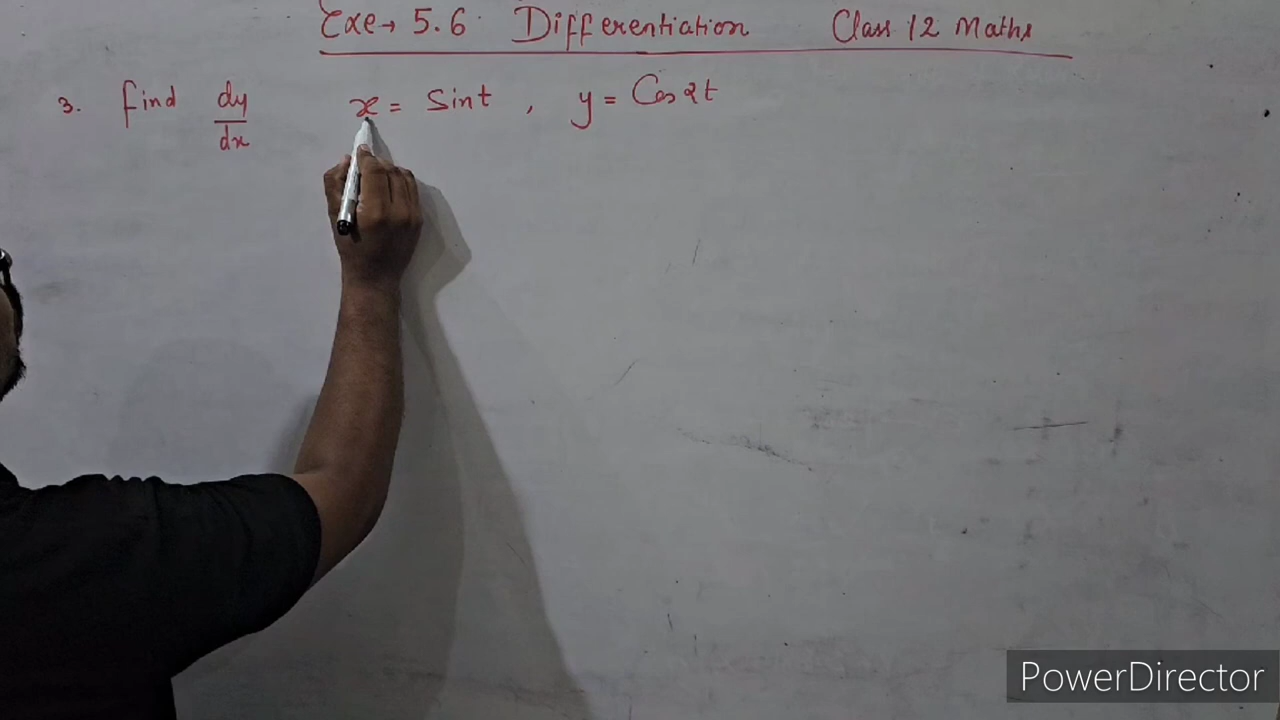 Exe → 5.6 Differentiation Class 12 Maths
3. Find dy/dx x = Sint , y = Cos2t
PowerDirector